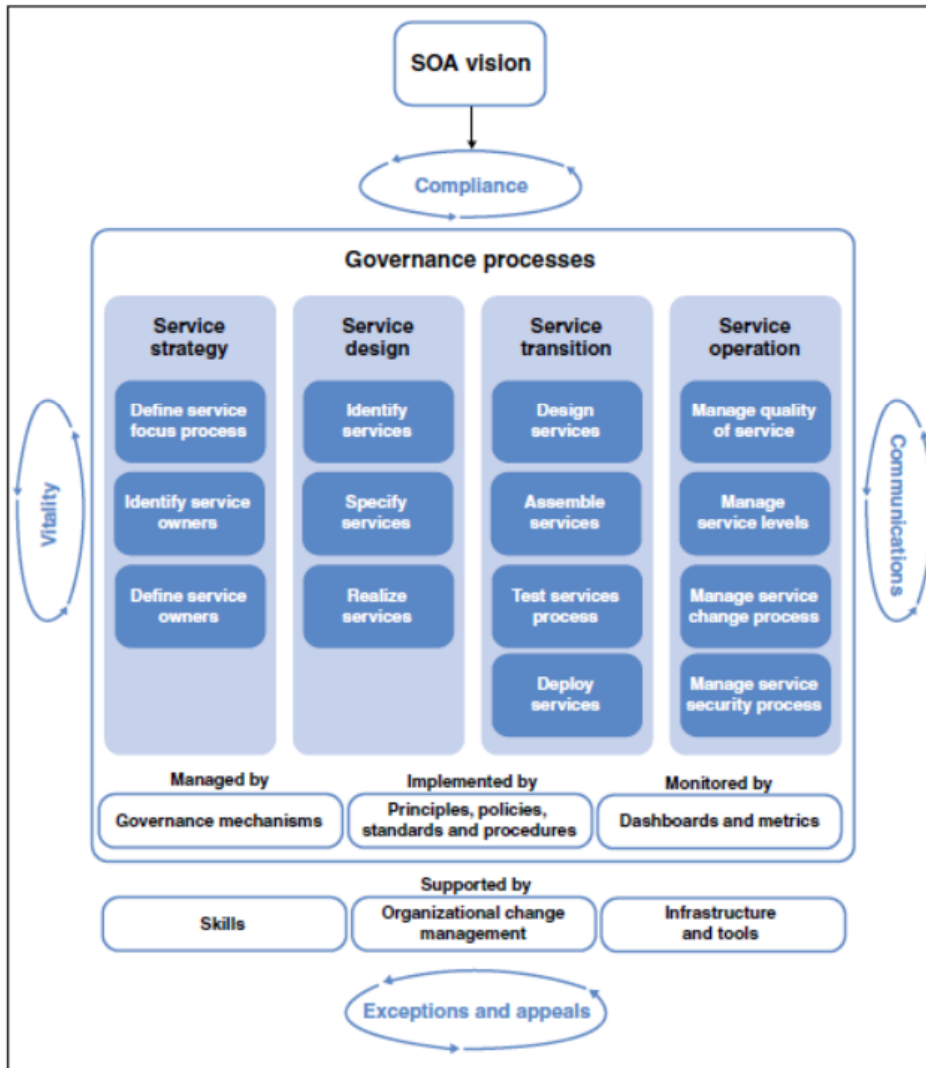 SOA vision
Compliance
Governance processes
Service
strategy
Define service
focus process
Identify service
owners
Define service
owners
Service
design
Identify
services
Specify
services
Realize
services
Service
transition
Design
services
Assemble
services
Test services
process
Deploy
services
Service
operation
Manage quality
of service
Manage
service levels
Manage service
change process
Manage service
security process
Vitality
Communications
Managed by
Governance mechanisms
Implemented by
Principles, policies,
standards and procedures
Monitored by
Dashboards and metrics
Supported by
Skills
Organizational change
management
Infrastructure
and tools
Exceptions and appeals